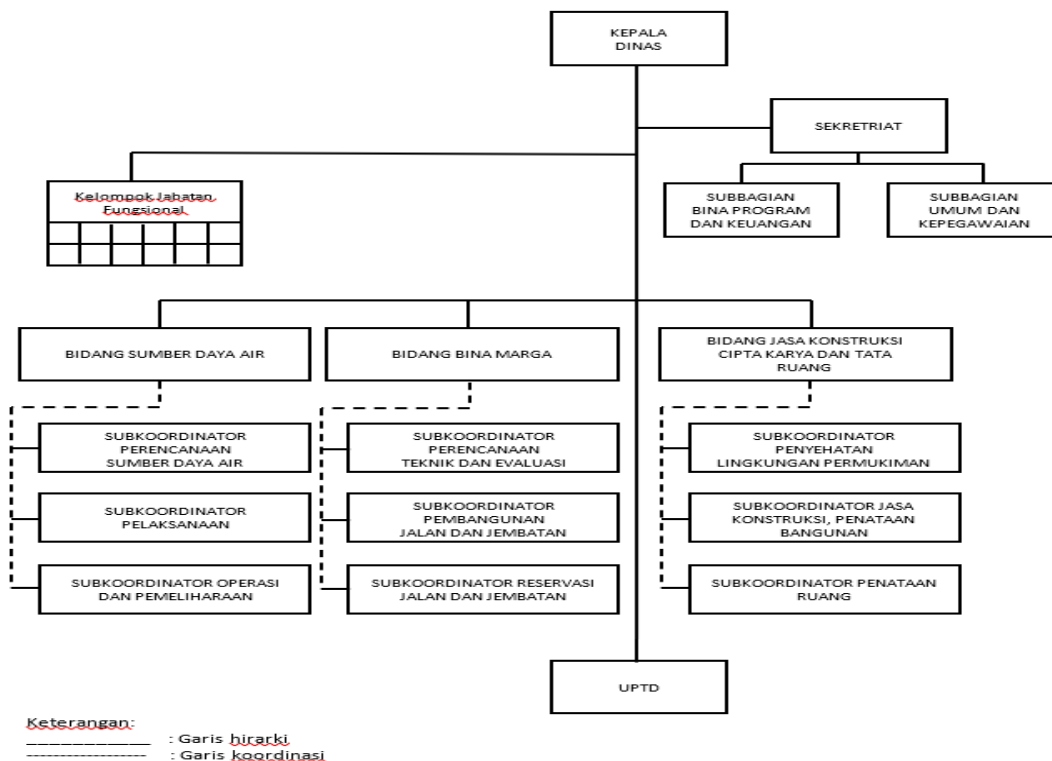 KEPALA
DINAS
SEKRETRIAT
Kelompok Jabatan
Fungsional
SUBBAGIAN
BINA PROGRAM
DAN KEUANGAN
SUBBAGIAN
UMUM DAN
KEPEGAWAIAN
BIDANG SUMBER DAYA AIR
BIDANG BINA MARGA
BIDANG JASA KONSTRUKSI
CIPTA KARYA DAN TATA
RUANG
SUBKOORDINATOR
PERENCANAAN
SUMBER DAYA AIR
SUBKOORDINATOR
PERENCANAAN
TEKNIK DAN EVALUASI
SUBKOORDINATOR
PENYEHATAN
LINGKUNGAN PERMUKIMAN
SUBKOORDINATOR
PELAKSANAAN
SUBKOORDINATOR
PEMBANGUNAN
JALAN DAN JEMBATAN
SUBKOORDINATOR JASA
KONSTRUKSI, PENATAAN
BANGUNAN
SUBKOORDINATOR OPERASI
DAN PEMELIHARAAN
SUBKOORDINATOR RESERVASI
JALAN DAN JEMBATAN
SUBKOORDINATOR PENATAAN
RUANG
UPTD
Keterangan:
: Garis hirarki
: Garis koordinasi